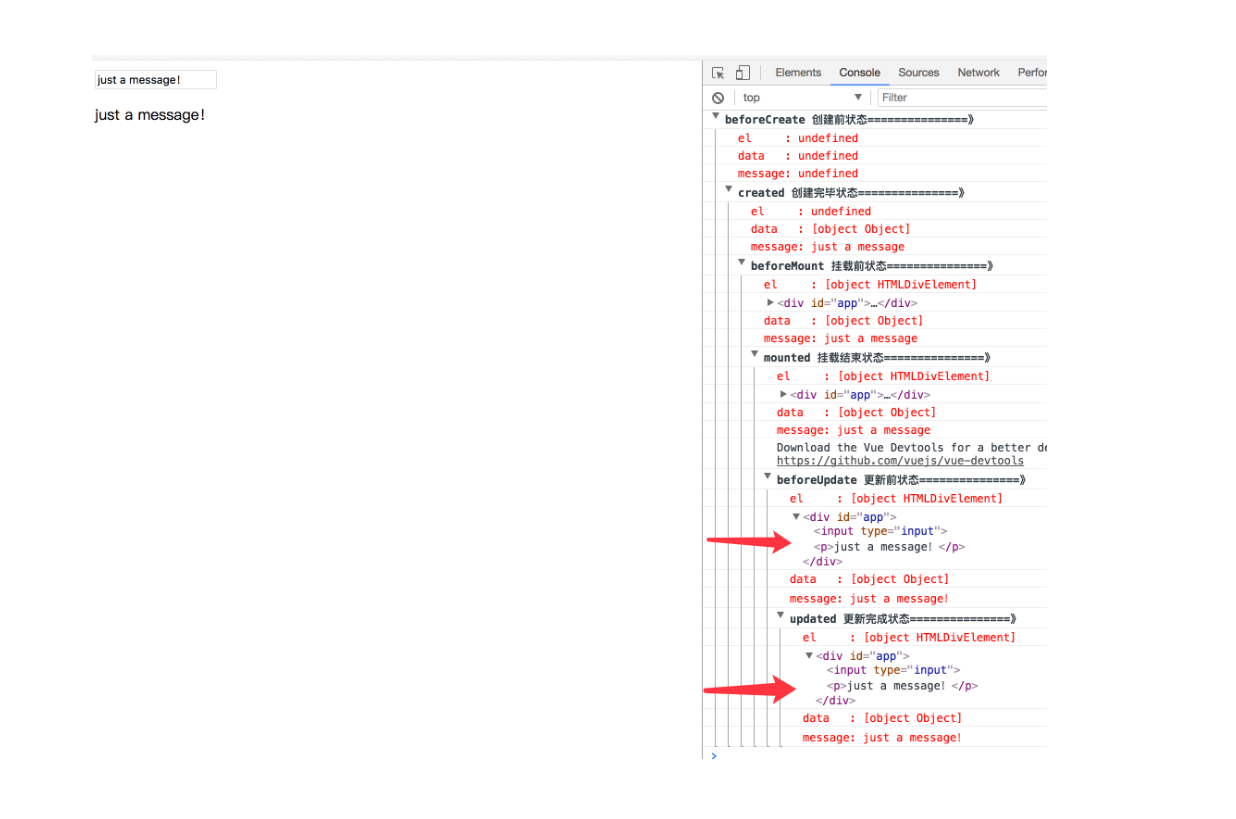 just a message!
just a message!
Elements Console Sources Network Perfor
top Filter
beforeCreate 创建前状态===============》
el : undefined
data : undefined
message: undefined
created 创建完毕状态===============》
el : undefined
data : [object Object]
message: just a message
beforeMount 挂载前状态===============》
el : [object HTMLDivElement]
<div id="app">…</div>
data : [object Object]
message: just a message
mounted 挂载结束状态===============》
el : [object HTMLDivElement]
<div id="app">…</div>
data : [object Object]
message: just a message
Download the Vue Devtools for a better de
https://github.com/vuejs/vue-devtools
beforeUpdate 更新前状态===============》
el : [object HTMLDivElement]
<div id="app">
<input type="input">
<p>just a message! </p>
</div>
data : [object Object]
message: just a message!
updated 更新完成状态===============》
el : [object HTMLDivElement]
<div id="app">
<input type="input">
<p>just a message! </p>
</div>
data : [object Object]
message: just a message!